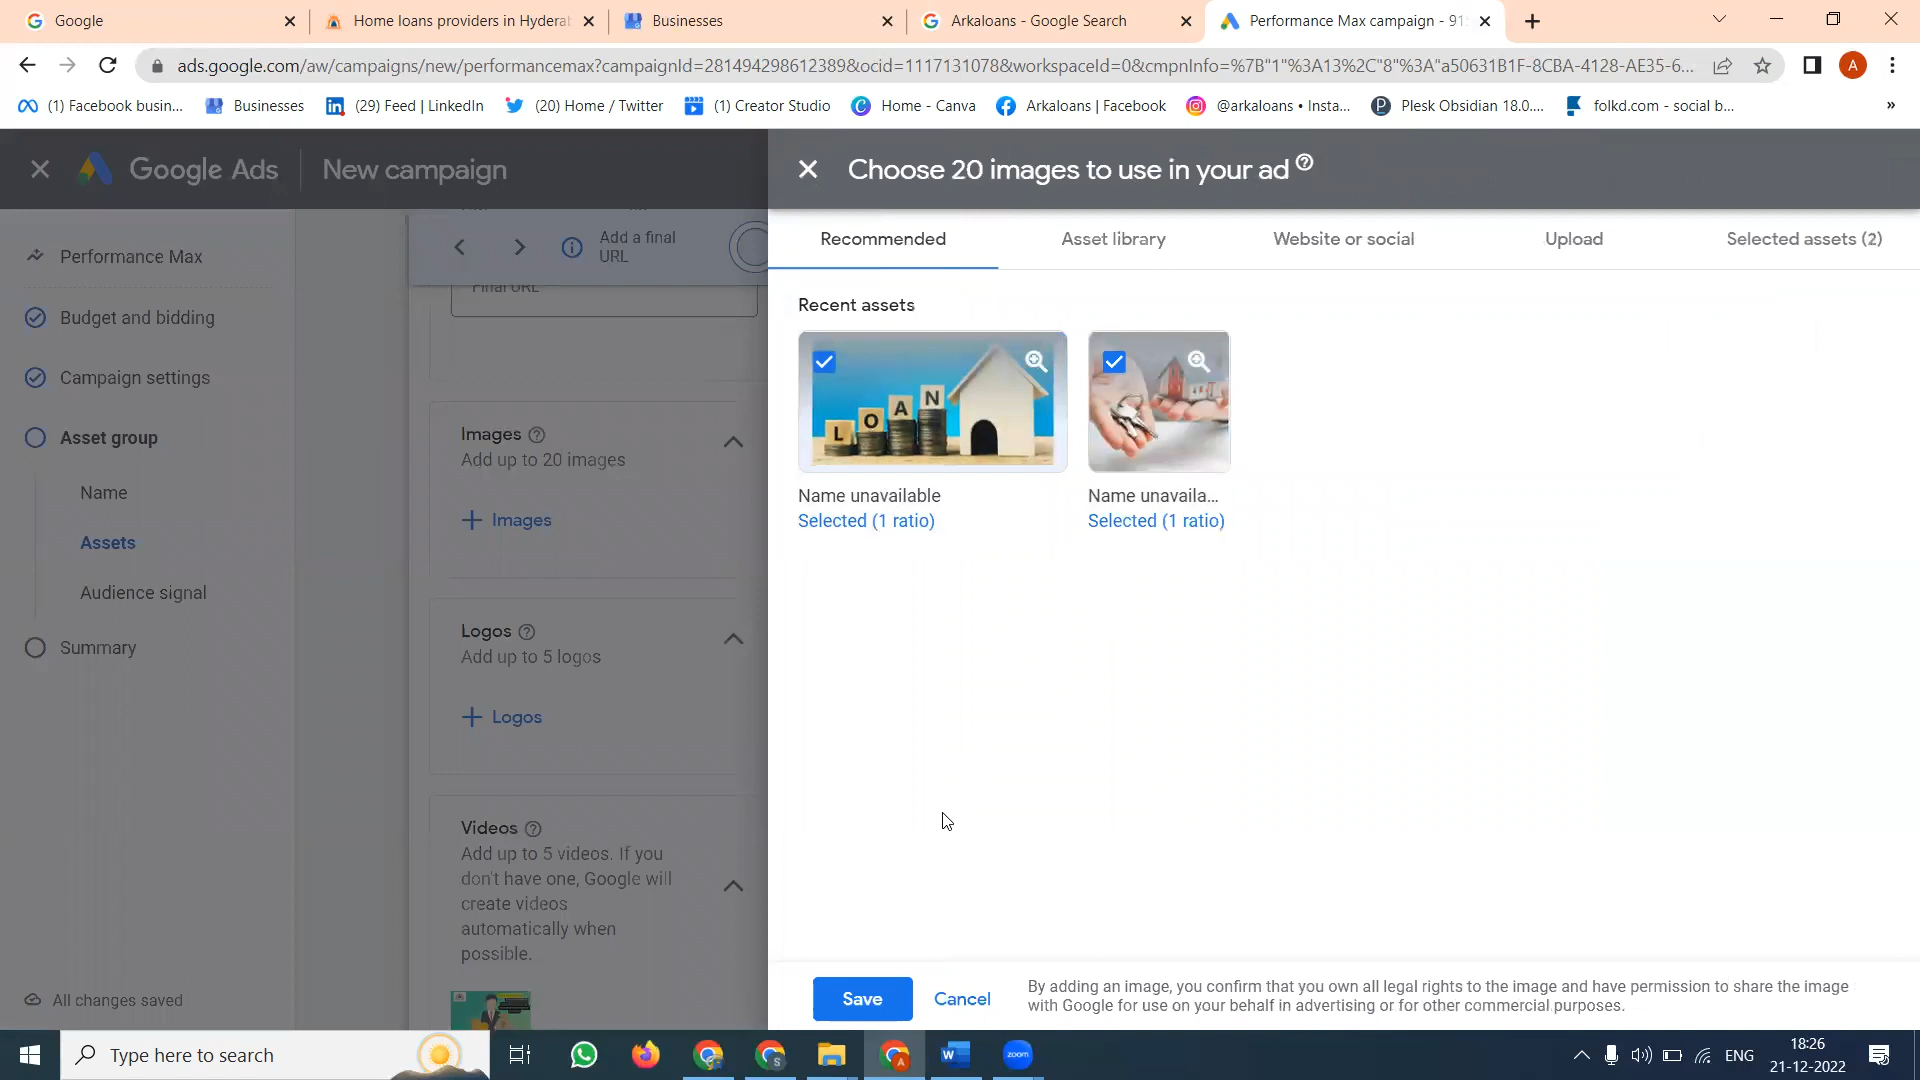 Google
Home loans providers in Hyderab
Businesses
Arkaloans - Google Search
Performance Max campaign - 91
ads.google.com/aw/campaigns/new/performancemax?campaignId=281494298612389&ocid=1117131078&workspaceId=0&cmpnInfo=%7B"1"%3A13%2C"8"%3A"a50631B1F-8CBA-4128-AE35-6...
A
(1) Facebook busin...
Businesses
(29) Feed | LinkedIn
(20) Home / Twitter
(1) Creator Studio
Home - Canva
Arkaloans | Facebook
@arkaloans • Insta...
Plesk Obsidian 18.0....
folkd.com - social b...
»
Google Ads
New campaign
Choose 20 images to use in your ad
Performance Max
Budget and bidding
Campaign settings
Asset group
Name
Assets
Audience signal
Summary
All changes saved
Add a final
URL
Final URL
Images
Add up to 20 images
+ Images
Logos
Add up to 5 logos
+ Logos
Videos
Add up to 5 videos. If you
don't have one, Google will
create videos
automatically when
possible.
Recommended
Asset library
Website or social
Upload
Selected assets (2)
Recent assets
L O A N
Name unavailable
Selected (1 ratio)
Name unavaila...
Selected (1 ratio)
Save
Cancel
By adding an image, you confirm that you own all legal rights to the image and have permission to share the image
with Google for use on your behalf in advertising or for other commercial purposes.
Type here to search
S
A
W
zoom
ENG
18:26
21-12-2022